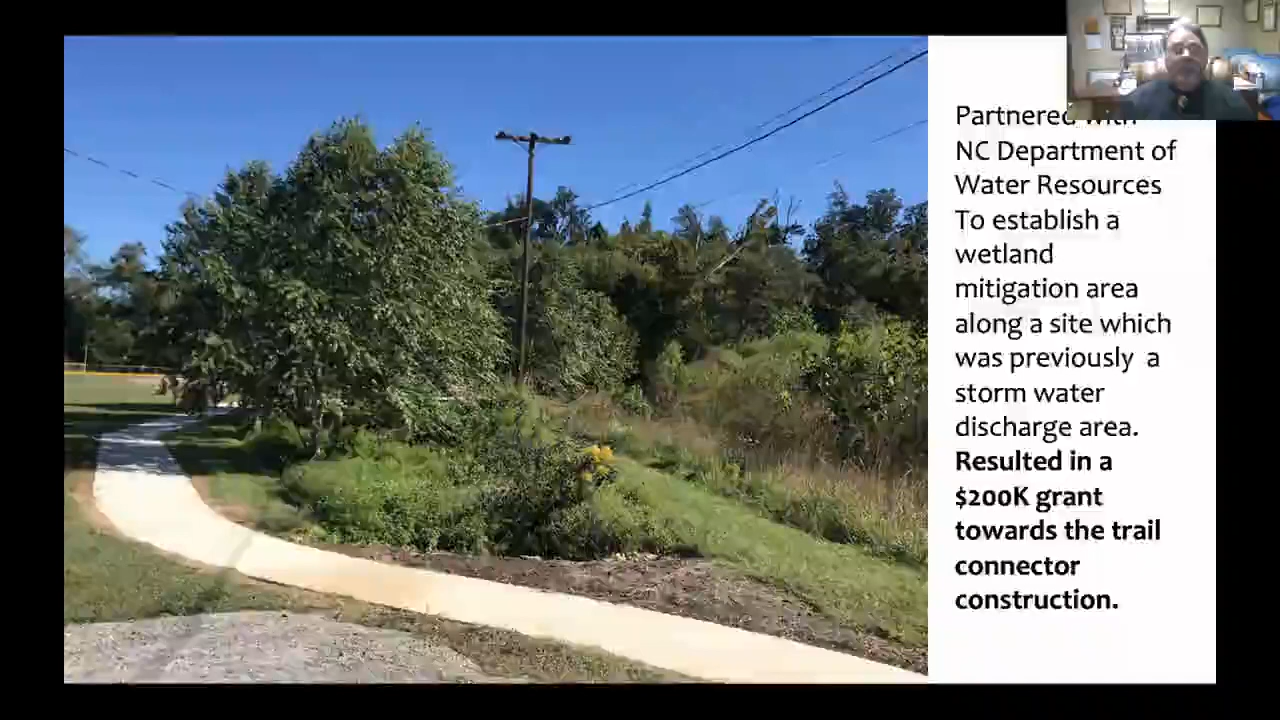 Partnered with
NC Department of
Water Resources
To establish a
wetland
mitigation area
along a site which
was previously a
storm water
discharge area.
Resulted in a
$200K grant
towards the trail
connector
construction.